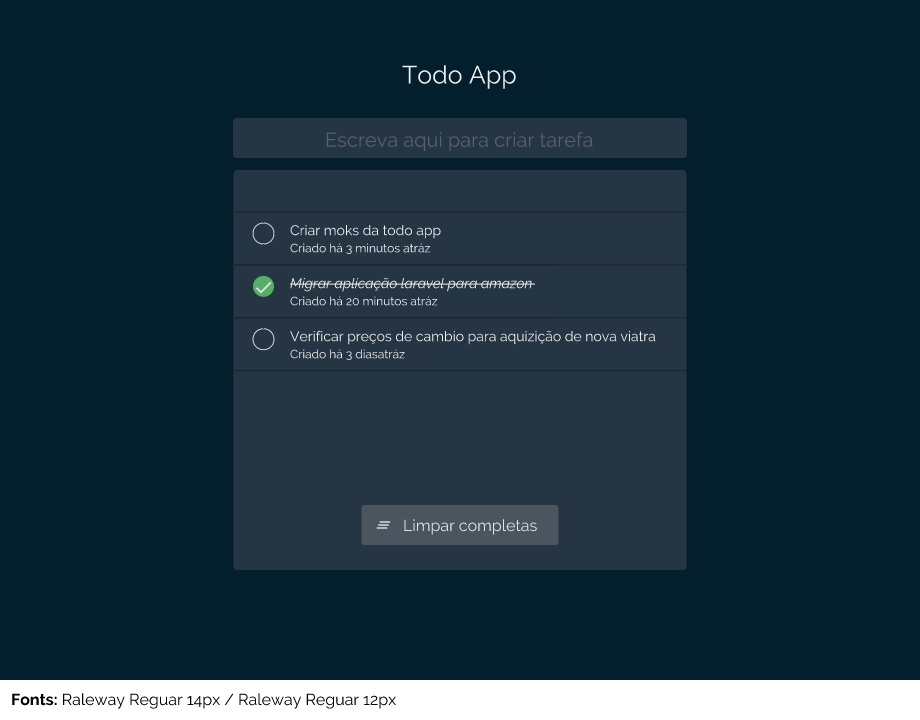 Todo App
Escreva aqui para criar tarefa
Criar moks da todo app
Criado há 3 minutos atráz
Migrar aplicação laravel para amazon
Criado há 20 minutos atráz
Verificar preços de cambio para aquizição de nova viatra
Criado há 3 diasatráz
Limpar completas
Fonts: Raleway Reguar 14px / Raleway Reguar 12px